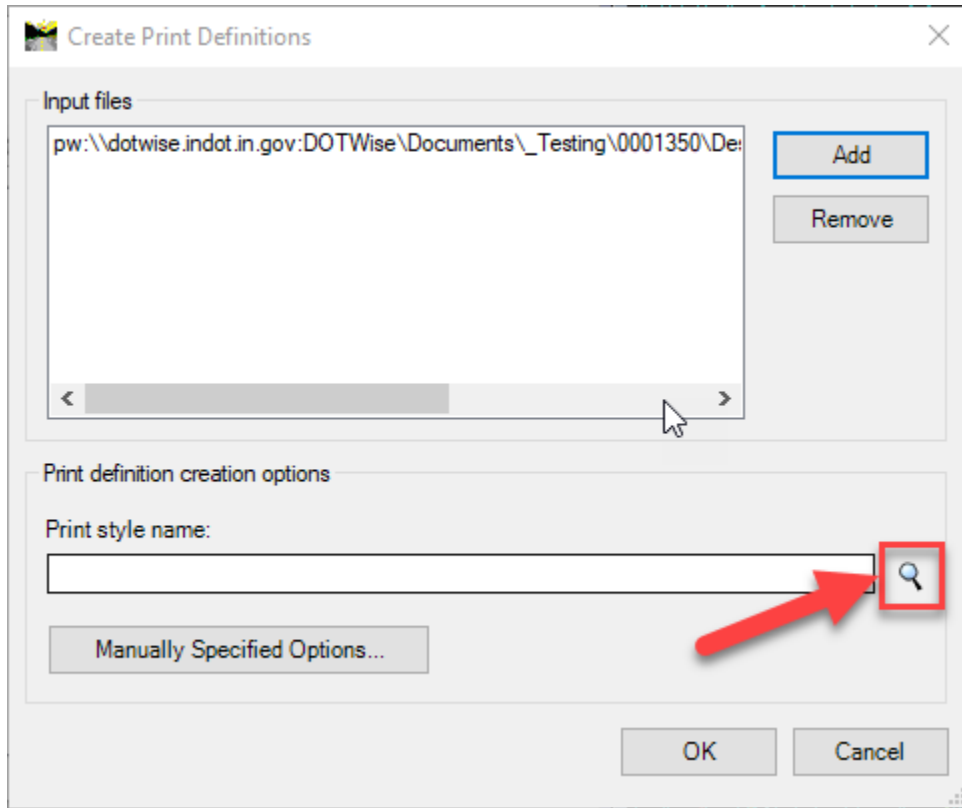 Create Print Definitions
Input files
pw:\\dotwise.indot.in.gov:DOTWise\Documents\_Testing\0001350\Des
Add
Remove
Print definition creation options
Print style name:
Manually Specified Options...
OK
Cancel